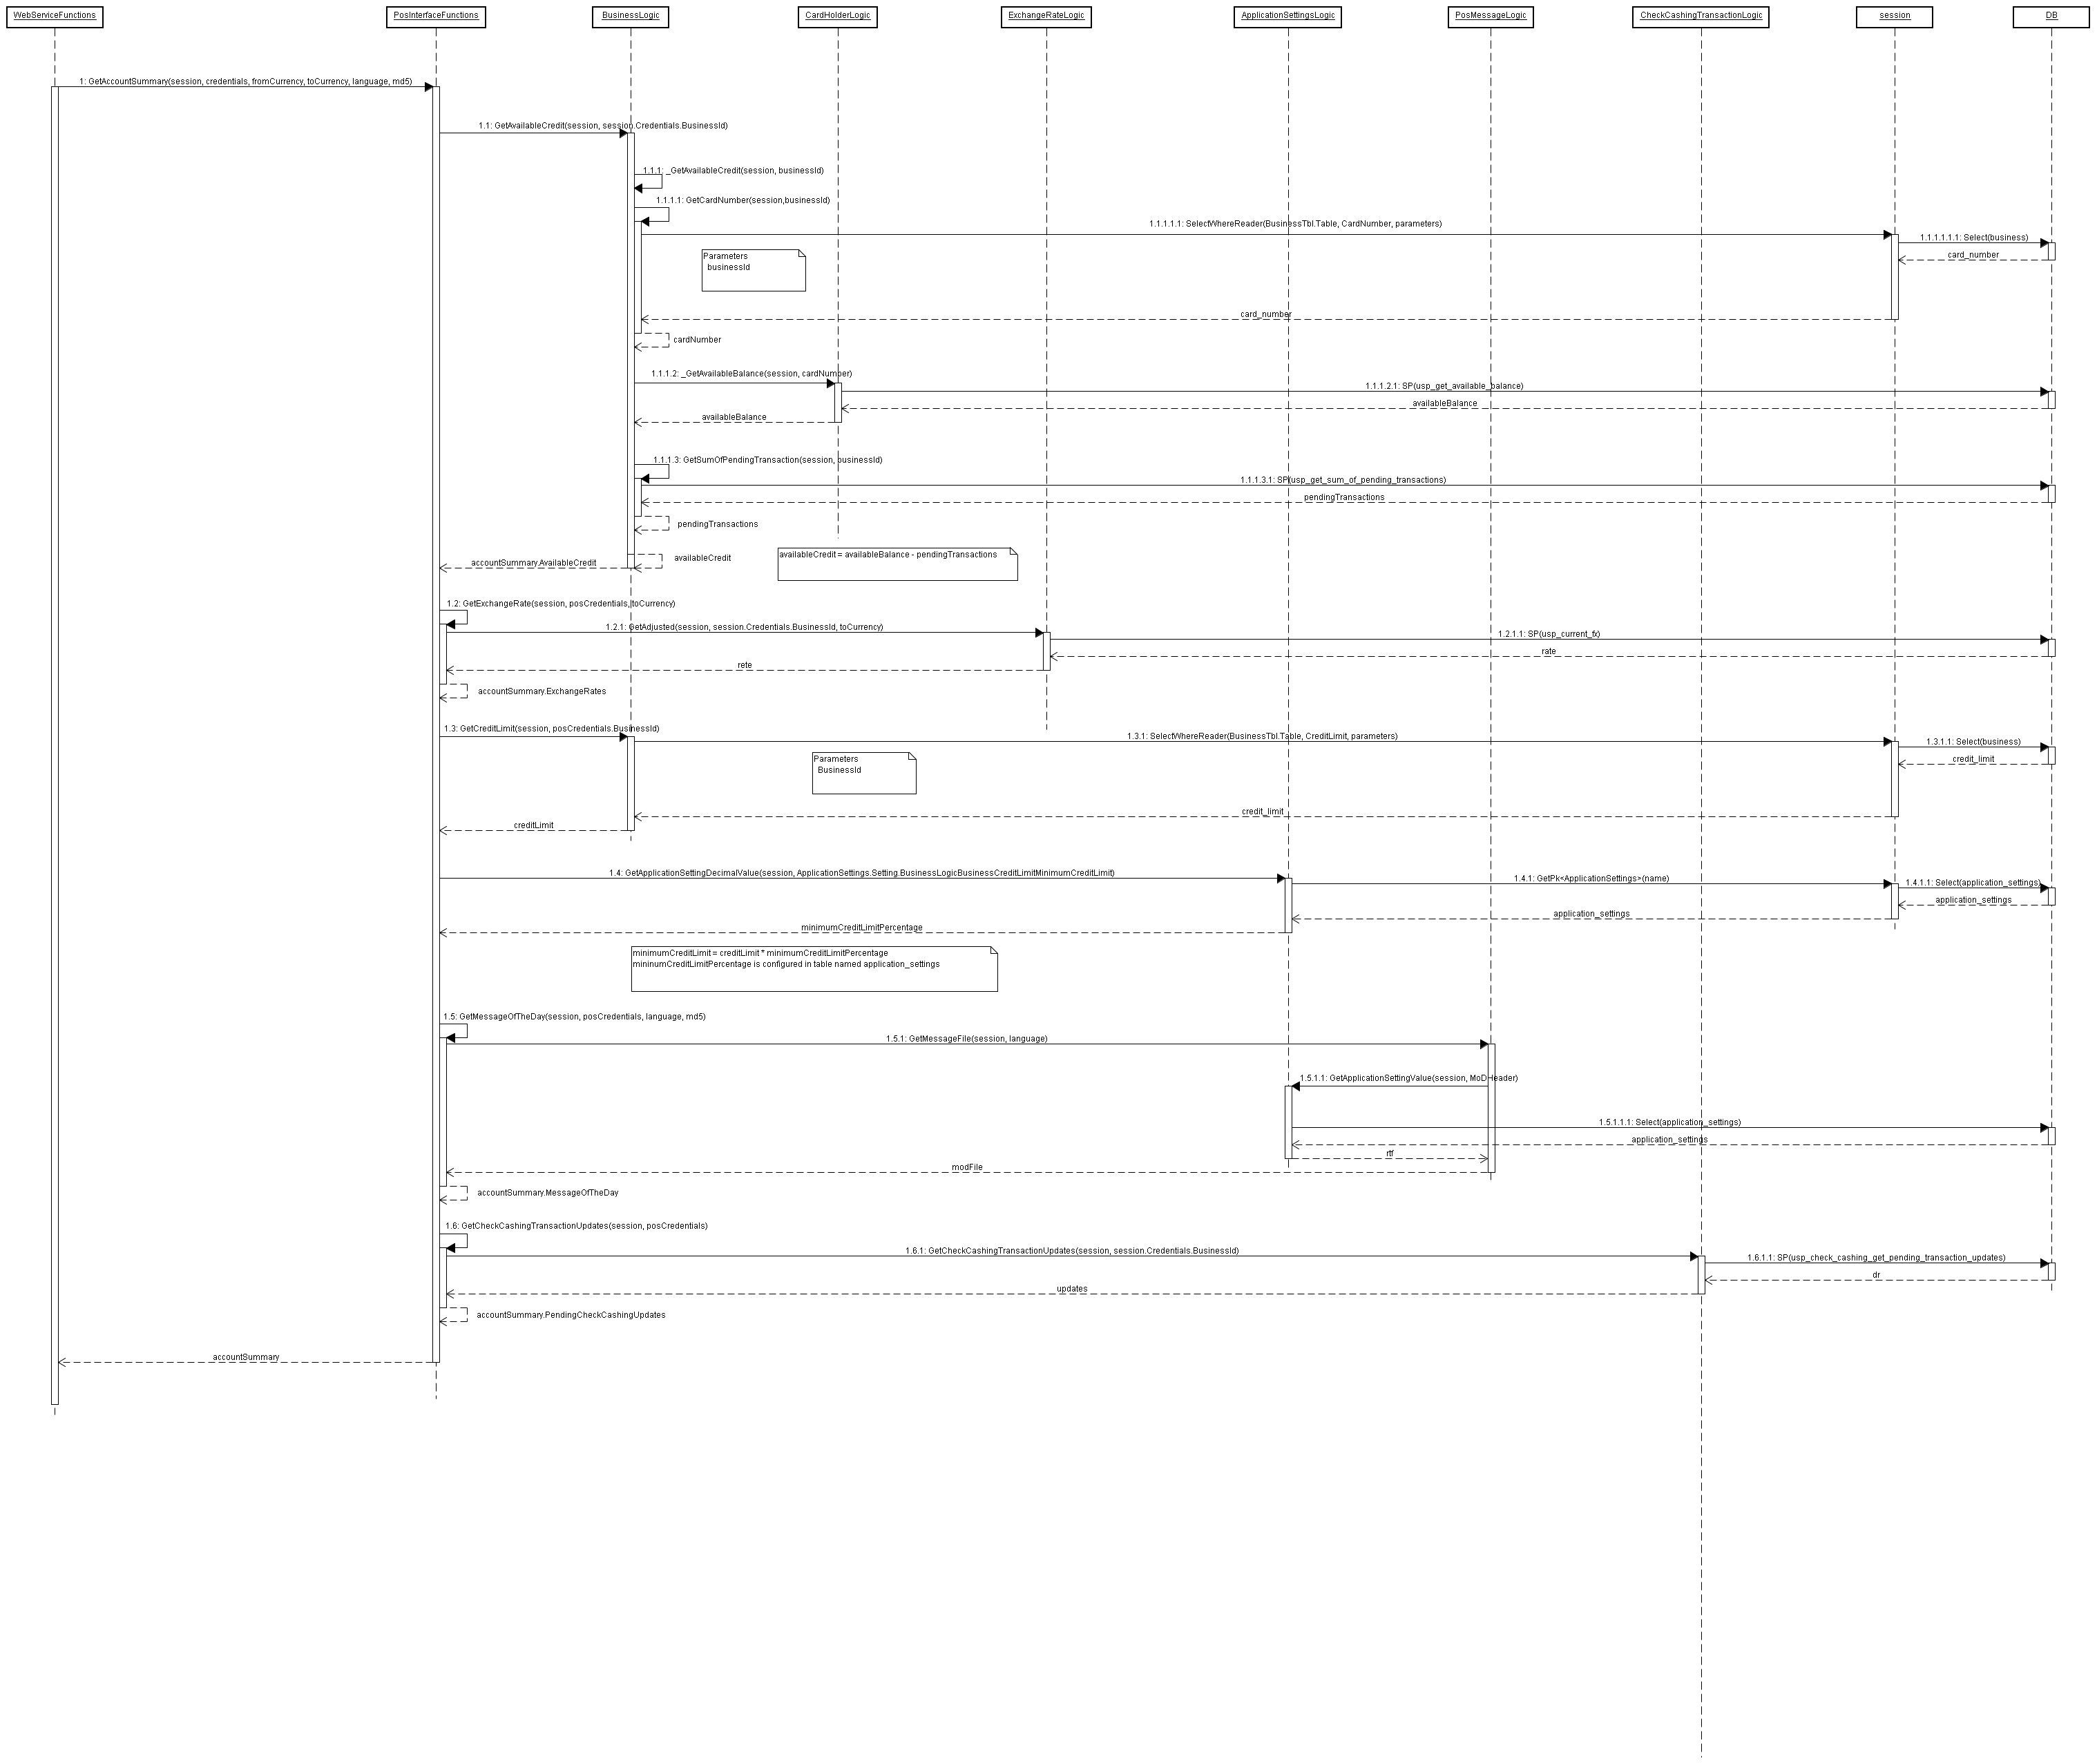 WebServiceFunctions
PosInterfaceFunctions
BusinessLogic
CardHolderLogic
ExchangeRateLogic
ApplicationSettingsLogic
PosMessageLogic
CheckCashingTransactionLogic
session
DB
1: GetAccountSummary(session, credentials, fromCurrency, toCurrency, language, md5)
1.1: GetAvailableCredit(session, session.Credentials.BusinessId)
1.1.1: _GetAvailableCredit(session, businessId)
1.1.1.1: GetCardNumber(session,businessId)
1.1.1.1.1: SelectWhereReader(BusinessTbl.Table, CardNumber, parameters)
1.1.1.1.1.1: Select(business)
card_number
Parameters
businessId
card_number
cardNumber
1.1.1.2: _GetAvailableBalance(session, cardNumber)
1.1.1.2.1: SP(usp_get_available_balance)
availableBalance
availableBalance
1.1.1.3: GetSumOfPendingTransaction(session, businessId)
1.1.1.3.1: SP(usp_get_sum_of_pending_transactions)
pendingTransactions
pendingTransactions
availableCredit = availableBalance - pendingTransactions
availableCredit
accountSummary.AvailableCredit
1.2: GetExchangeRate(session, posCredentials, toCurrency)
1.2.1: GetAdjusted(session, session.Credentials.BusinessId, toCurrency)
1.2.1.1: SP(usp_current_fx)
rate
rete
accountSummary.ExchangeRates
1.3: GetCreditLimit(session, posCredentials.BusinessId)
1.3.1: SelectWhereReader(BusinessTbl.Table, CreditLimit, parameters)
1.3.1.1: Select(business)
credit_limit
Parameters
BusinessId
credit_limit
creditLimit
1.4: GetApplicationSettingDecimalValue(session, ApplicationSettings.Setting.BusinessLogicBusinessCreditLimitMinimumCreditLimit)
1.4.1: GetPk<ApplicationSettings>(name)
1.4.1.1: Select(application_settings)
application_settings
application_settings
minimumCreditLimitPercentage
minimumCreditLimit = creditLimit * minimumCreditLimitPercentage
mininumCreditLimitPercentage is configured in table named application_settings
1.5: GetMessageOfTheDay(session, posCredentials, language, md5)
1.5.1: GetMessageFile(session, language)
1.5.1.1: GetApplicationSettingValue(session, MoDHeader)
1.5.1.1.1: Select(application_settings)
application_settings
rtf
modFile
accountSummary.MessageOfTheDay
1.6: GetCheckCashingTransactionUpdates(session, posCredentials)
1.6.1: GetCheckCashingTransactionUpdates(session, session.Credentials.BusinessId)
1.6.1.1: SP(usp_check_cashing_get_pending_transaction_updates)
dr
updates
accountSummary.PendingCheckCashingUpdates
accountSummary